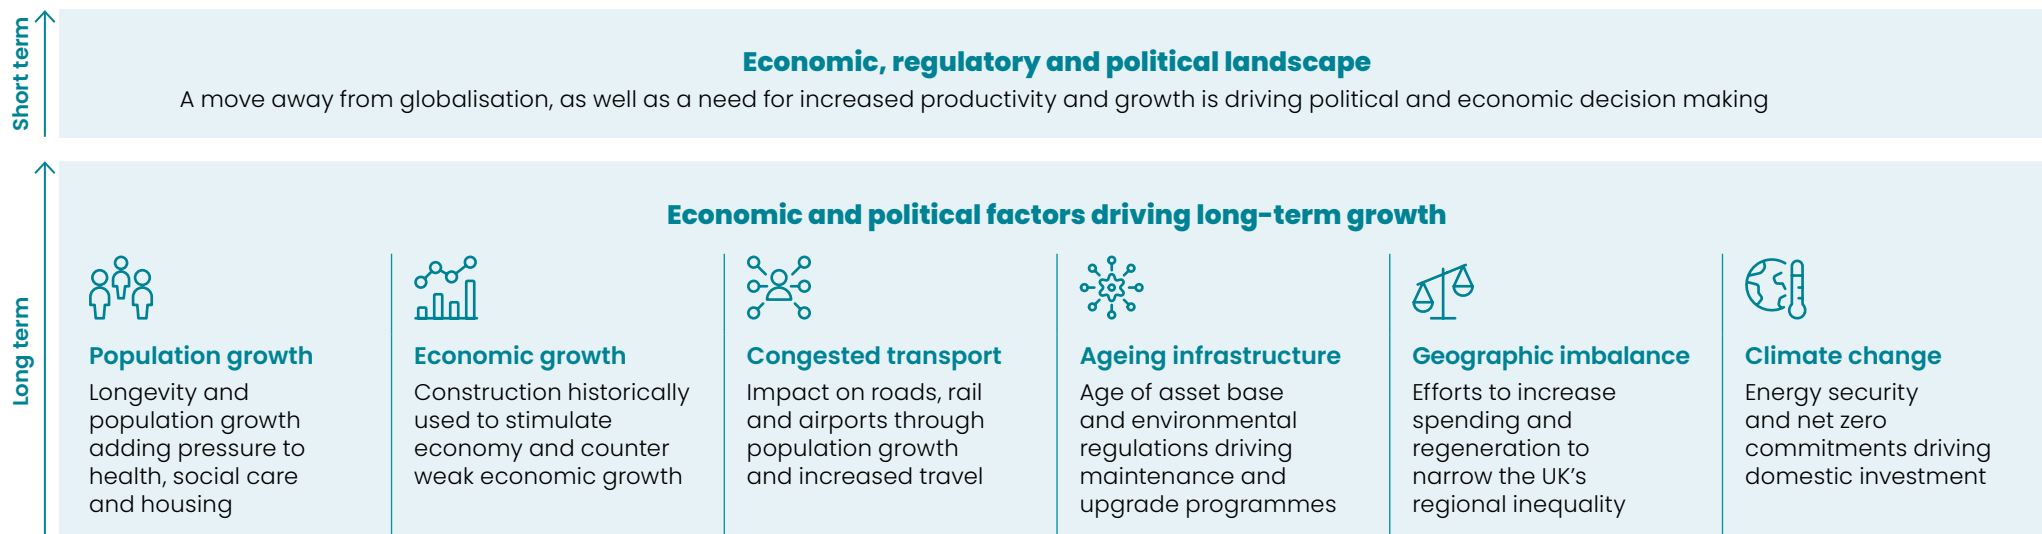 Short term
Economic, regulatory and political landscape
A move away from globalisation, as well as a need for increased productivity and growth is driving political and economic decision making
Long term
Economic and political factors driving long-term growth
Population growth
Longevity and
population growth
adding pressure to
health, social care
and housing
Economic growth
Construction historically
used to stimulate
economy and counter
weak economic growth
Congested transport
Impact on roads, rail
and airports through
population growth
and increased travel
Ageing infrastructure
Age of asset base
and environmental
regulations driving
maintenance and
upgrade programmes
Geographic imbalance
Efforts to increase
spending and
regeneration to
narrow the UK’s
regional inequality
Climate change
Energy security
and net zero
commitments driving
domestic investment